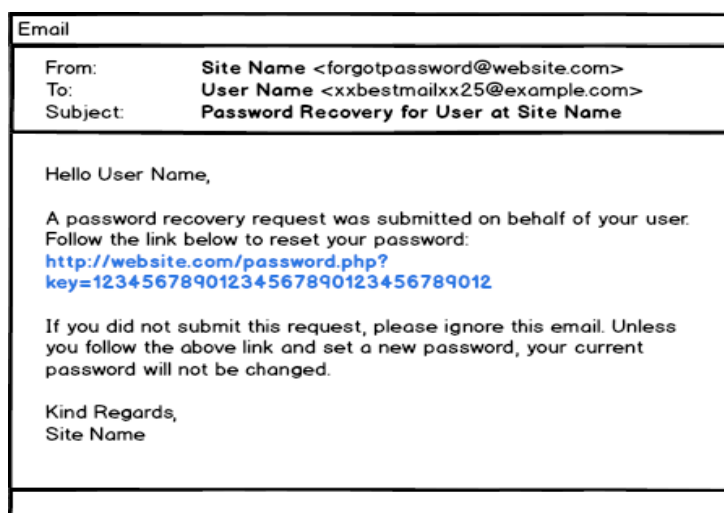 Email
From: Site Name <forgotpassword@website.com>
To: User Name <xxbestmailxx25@example.com>
Subject: Password Recovery for User at Site Name
Hello User Name,
A password recovery request was submitted on behalf of your user.
Follow the link below to reset your password:
http://website.com/password.php?
key=12345678901234567890123456789012
If you did not submit this request, please ignore this email. Unless
you follow the above link and set a new password, your current
password will not be changed.
Kind Regards,
Site Name